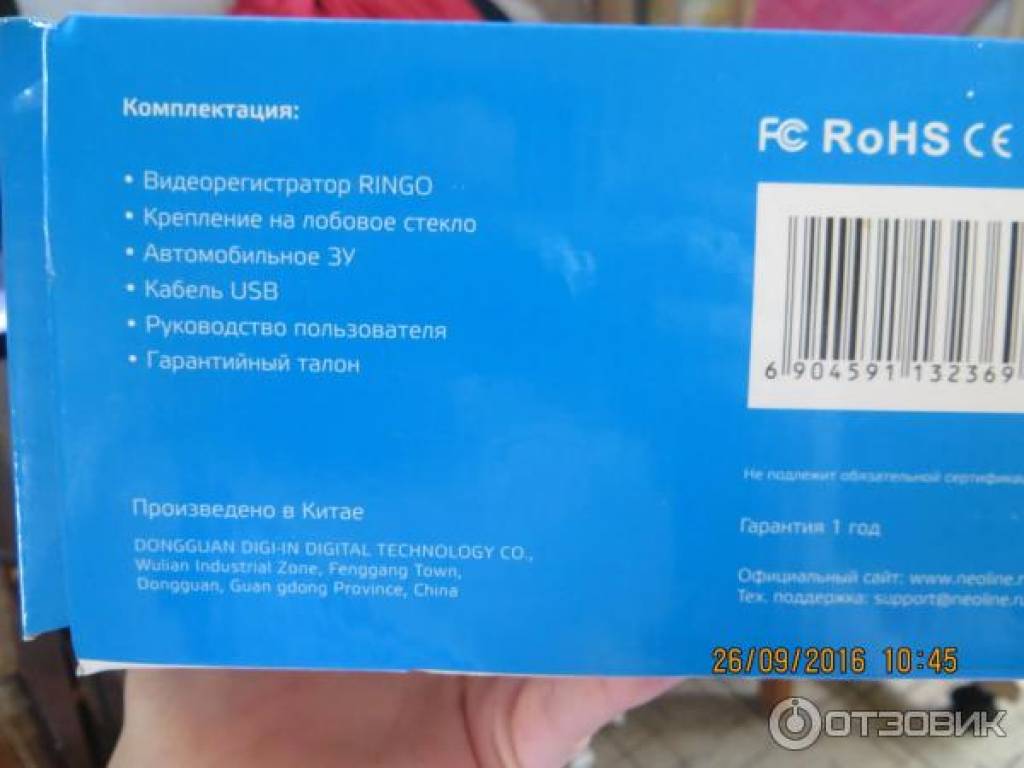 Комплектация:
• Видеорегистратор RINGO
• Крепление на лобовое стекло
• Автомобильное ЗУ
• Кабель USB
• Руководство пользователя
• Гарантийный талон
Произведено в Китае
DONGGUAN DIGI-IN DIGITAL TECHNOLOGY CO.,
Wulian Industrial Zone, Fenggang Town,
Dongguan, Guan gdong Province, China
FC RoHS CE
6 904591 132369
Не подлежит обязательной
Гарантия 1 год
Официальный сайт: www.neoline.r
Тех. поддержка: support@neoline.r
26/09/2016 10:45
ОТЗОВИК